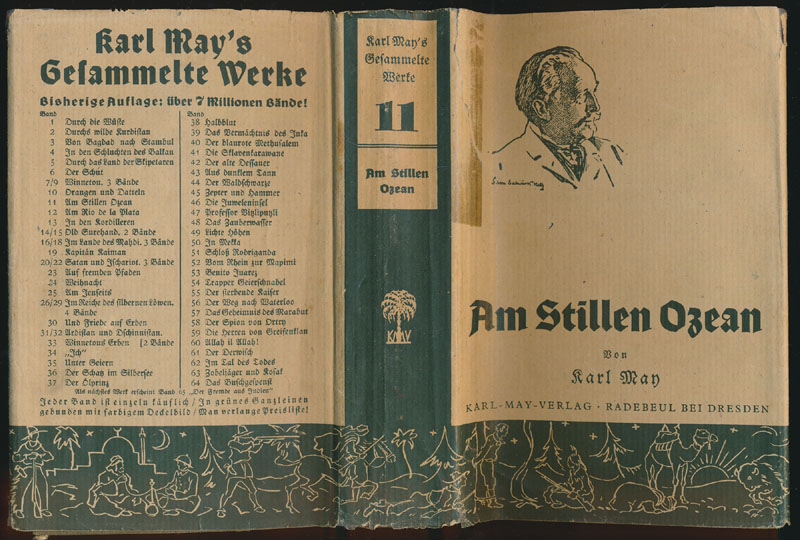 Karl May's
Gesammelte Werke
Bisherige Auflage: über 7 Millionen Bände!
Band
1 Durch die Wüste
2 Durchs wilde Kurdistan
3 Von Bagdad nach Stambul
4 In den Schluchten des Balkan
5 Durch das Land der Skipetaren
6 Der Schut
7/9 Winnetou. 3 Bände
10 Orangen und Datteln
11 Am Stillen Ozean
12 Am Rio de la Plata
13 In den Kordilleren
14/15 Old Surehand. 2 Bände
16/18 Im Lande des Mahdi. 3 Bände
19 Kapitän Kaiman
20/22 Satan und Ischariot. 3 Bände
23 Auf fremden Pfaden
24 Weihnacht
25 Am Jenseits
26/29 Im Reiche des silbernen Löwen.
4 Bände
30 Und Friede auf Erden
31/32 Ardistan und Dschinnistan.
33 Winnetous Erben [2 Bände
34 „Ich“
35 Unter Geiern
36 Der Schatz im Silbersee
37 Der Ölprinz
Band
38 Halbblut
39 Das Vermächtnis des Inka
40 Der blaurote Methusalem
41 Die Sklavenkarawane
42 Der alte Dessauer
43 Aus dunklem Tann
44 Der Waldschwarze
45 Zepter und Hammer
46 Die Juweleninsel
47 Professor Vitzliputzli
48 Das Zauberwasser
49 Lichte Höhen
50 In Mekka
51 Schloß Rodriganda
52 Vom Rhein zur Mapimi
53 Benito Juarez
54 Trapper Geierschnabel
55 Der sterbende Kaiser
56 Der Weg nach Waterloo
57 Das Geheimnis des Marabut
58 Der Spion von Ortry
59 Die Herren von Greifenklau
60 Allah il Allah!
61 Der Derwisch
62 Im Tal des Todes
63 Zobeljäger und Kosak
64 Das Buschgespenst
Als nächstes Werk erscheint Band 65 „Der Fremde aus Indien“
Jeder Band ist einzeln käuflich / In grünes Ganzleinen
gebunden mit farbigem Deckelbild / Man verlange Preisliste!
Karl May's
Gesammelte
Werke
11
Am Stillen
Ozean
KMV
Am Stillen Ozean
Von
Karl May
KARL-MAY-VERLAG · RADEBEUL BEI DRESDEN